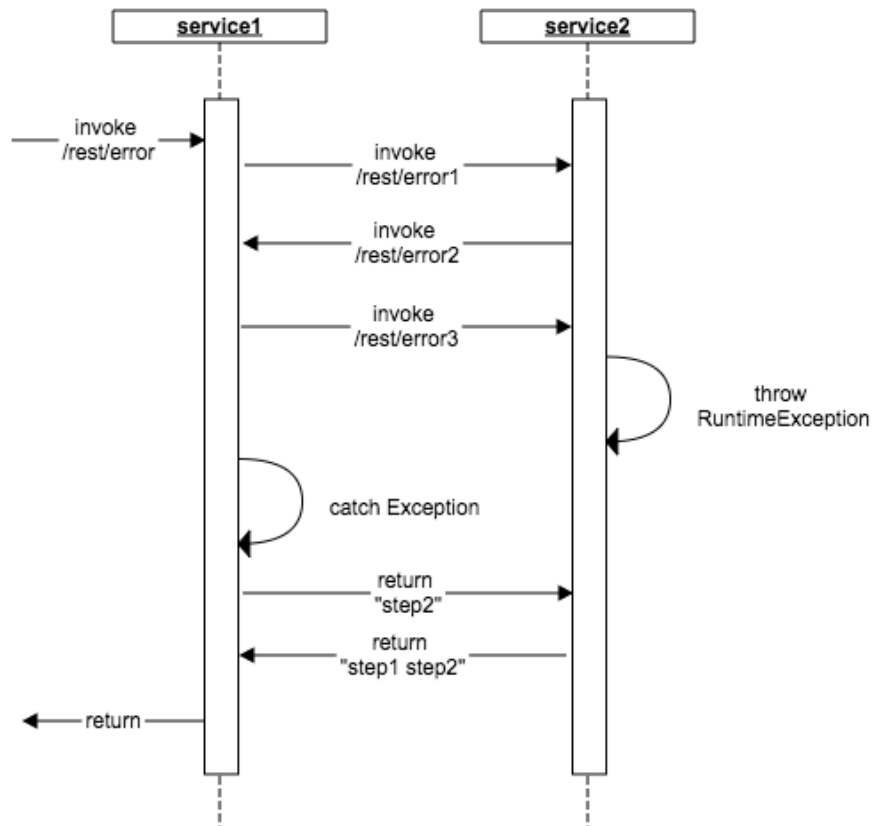 service1
service2
invoke
/rest/error
invoke
/rest/error1
invoke
/rest/error2
invoke
/rest/error3
throw
RuntimeException
catch Exception
return
"step2"
return
"step1 step2"
return